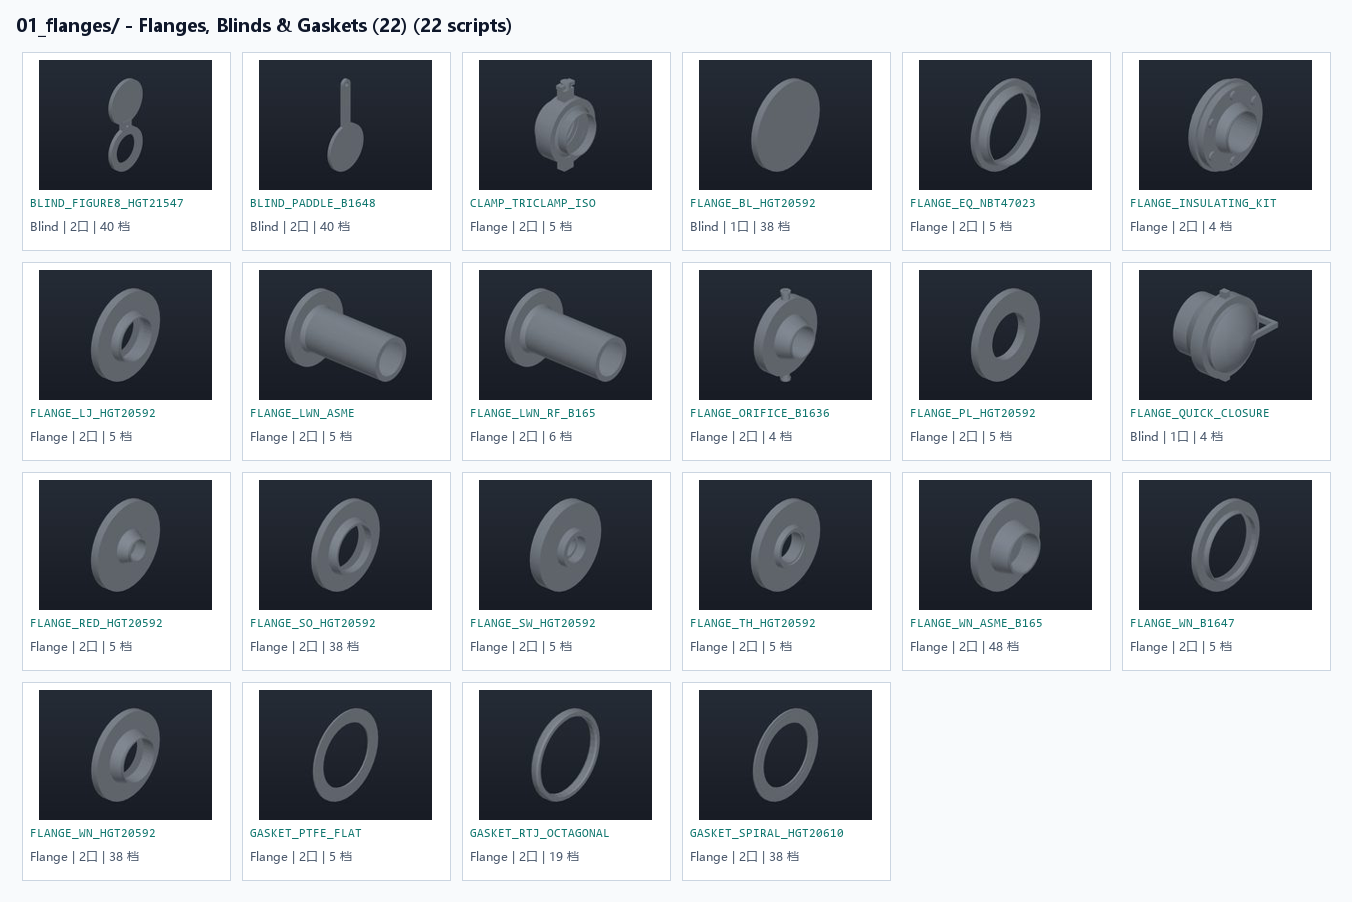 01_flanges/ - Flanges, Blinds & Gaskets (22) (22 scripts)
BLIND_FIGURE8_HGT21547
Blind | 2口 | 40 档
BLIND_PADDLE_B1648
Blind | 2口 | 40 档
CLAMP_TRICLAMP_ISO
Flange | 2口 | 5 档
FLANGE_BL_HGT20592
Blind | 1口 | 38 档
FLANGE_EQ_NBT47023
Flange | 2口 | 5 档
FLANGE_INSULATING_KIT
Flange | 2口 | 4 档
FLANGE_LJ_HGT20592
Flange | 2口 | 5 档
FLANGE_LWN_ASME
Flange | 2口 | 5 档
FLANGE_LWN_RF_B165
Flange | 2口 | 6 档
FLANGE_ORIFICE_B1636
Flange | 2口 | 4 档
FLANGE_PL_HGT20592
Flange | 2口 | 5 档
FLANGE_QUICK_CLOSURE
Blind | 1口 | 4 档
FLANGE_RED_HGT20592
Flange | 2口 | 5 档
FLANGE_SO_HGT20592
Flange | 2口 | 38 档
FLANGE_SW_HGT20592
Flange | 2口 | 5 档
FLANGE_TH_HGT20592
Flange | 2口 | 5 档
FLANGE_WN_ASME_B165
Flange | 2口 | 48 档
FLANGE_WN_B1647
Flange | 2口 | 5 档
FLANGE_WN_HGT20592
Flange | 2口 | 38 档
GASKET_PTFE_FLAT
Flange | 2口 | 5 档
GASKET_RTJ_OCTAGONAL
Flange | 2口 | 19 档
GASKET_SPIRAL_HGT20610
Flange | 2口 | 38 档